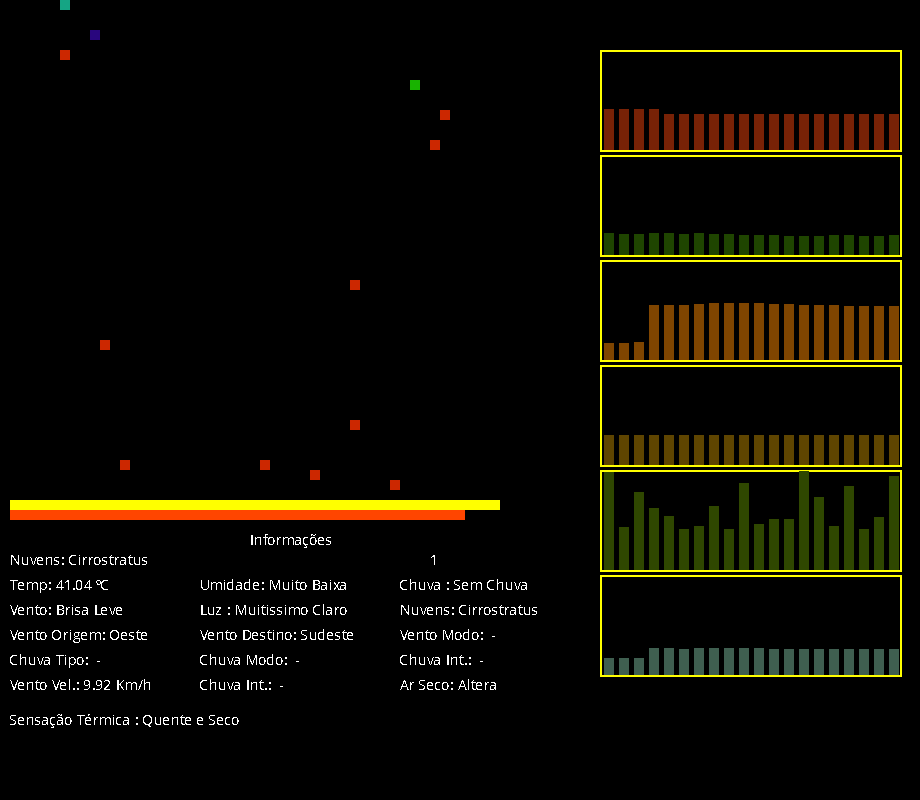 Informações
Nuvens: Cirrostratus 1
Temp: 41.04 ºC Umidade: Muito Baixa Chuva : Sem Chuva
Vento: Brisa Leve Luz : Muitissimo Claro Nuvens: Cirrostratus
Vento Origem: Oeste Vento Destino: Sudeste Vento Modo: -
Chuva Tipo: - Chuva Modo: - Chuva Int.: -
Vento Vel.: 9.92 Km/h Chuva Int.: - Ar Seco: Altera
Sensação Térmica : Quente e Seco